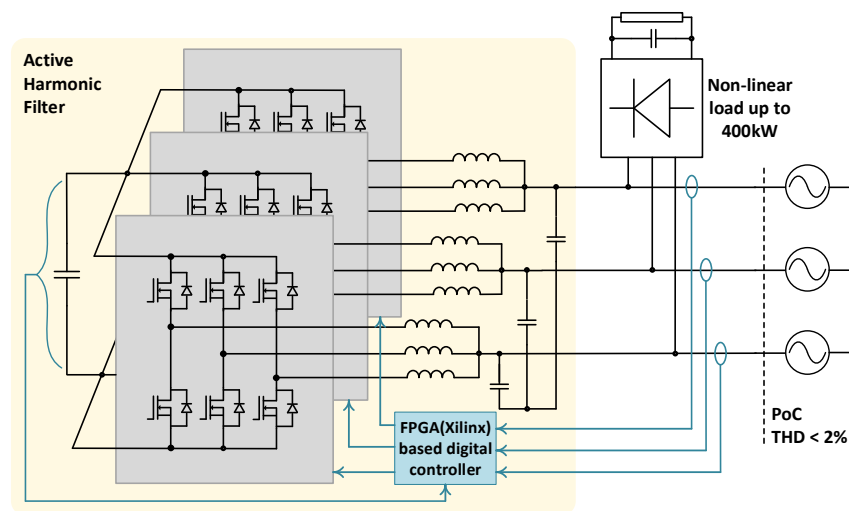 Active
Harmonic
Filter
Non-linear
load up to
400kW
FPGA(Xilinx)
based digital
controller
PoC
THD < 2%